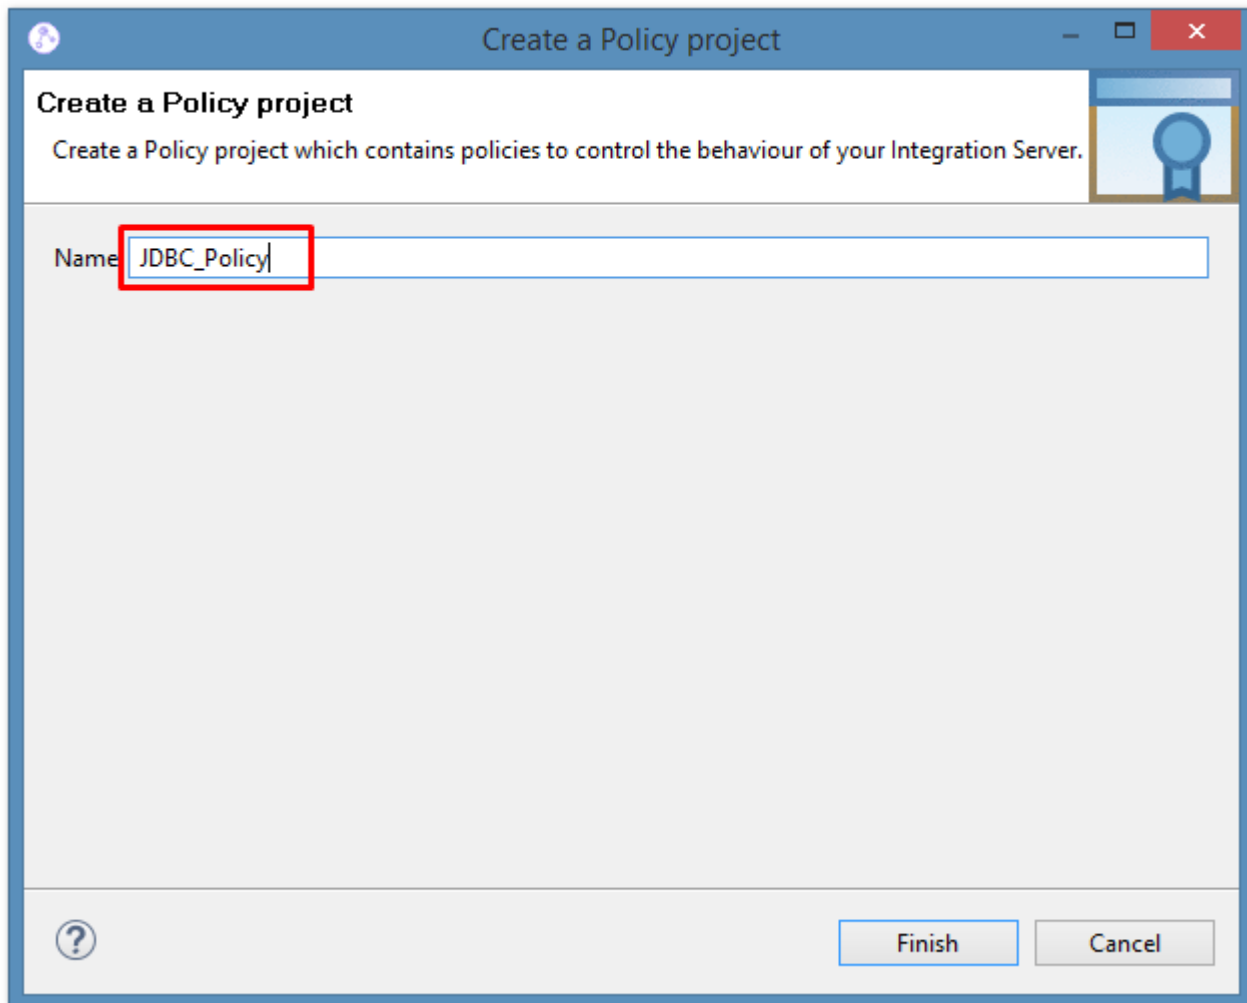 Create a Policy project
Create a Policy project
Create a Policy project which contains policies to control the behaviour of your Integration Server.
Name JDBC_Policy
Finish Cancel